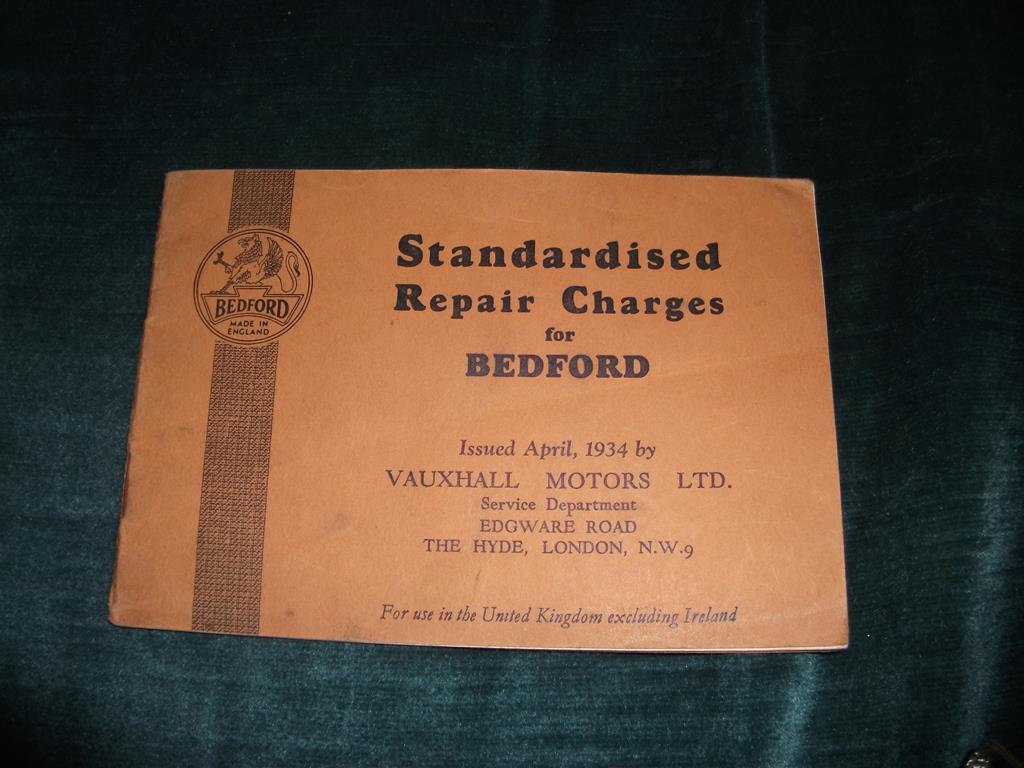 BEDFORD
MADE IN
ENGLAND
Standardised
Repair Charges
for
BEDFORD
Issued April, 1934 by
VAUXHALL MOTORS LTD.
Service Department
EDGWARE ROAD
THE HYDE, LONDON, N.W.9
For use in the United Kingdom excluding Ireland